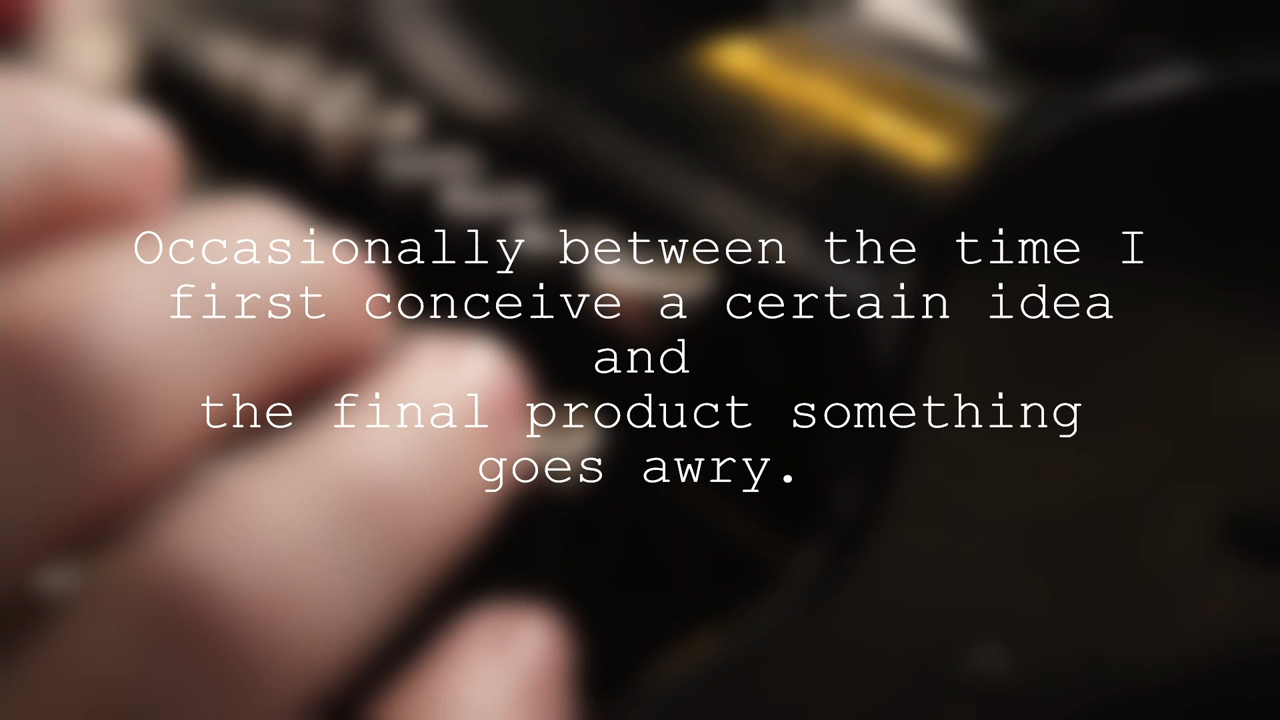 Occasionally between the time I
first conceive a certain idea
and
the final product something
goes awry.